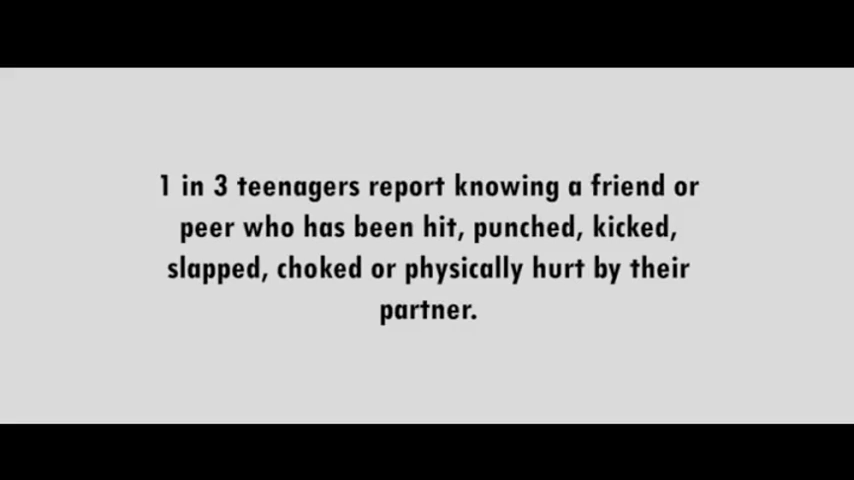 1 in 3 teenagers report knowing a friend or
peer who has been hit, punched, kicked,
slapped, choked or physically hurt by their
partner.